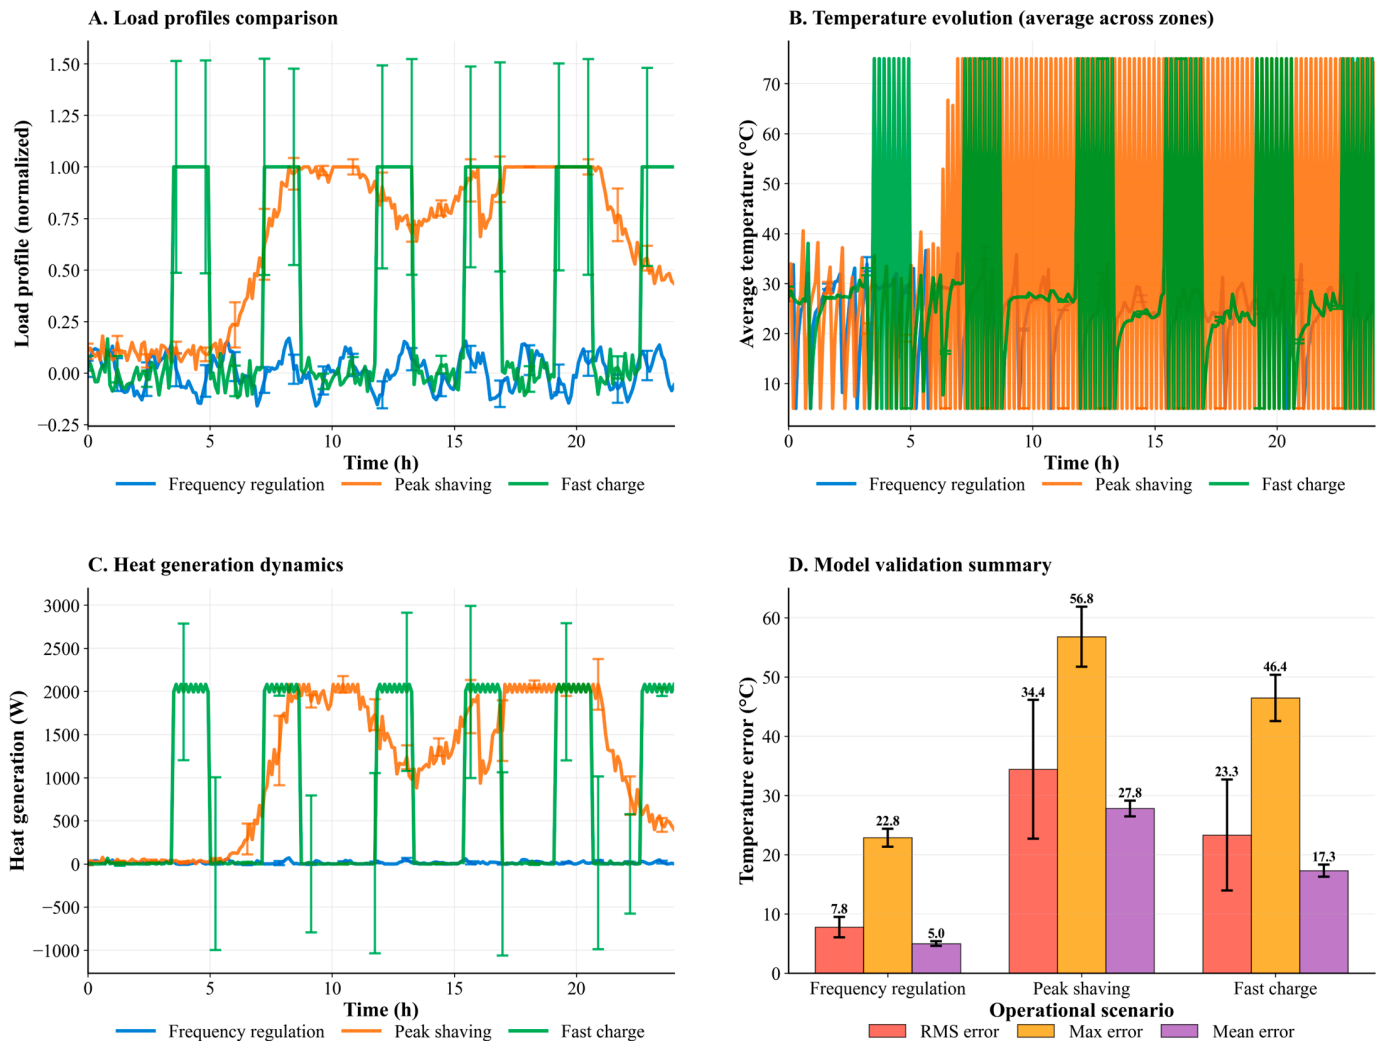 A. Load profiles comparison
Load profile (normalized)
1.50
1.25
1.00
0.75
0.50
0.25
0.00
−0.25
0 5 10 15 20
Time (h)
Frequency regulation Peak shaving Fast charge
B. Temperature evolution (average across zones)
Average temperature (°C)
70
60
50
40
30
20
10
0 5 10 15 20
Time (h)
Frequency regulation Peak shaving Fast charge
C. Heat generation dynamics
Heat generation (W)
3000
2500
2000
1500
1000
500
0
−500
−1000
0 5 10 15 20
Time (h)
Frequency regulation Peak shaving Fast charge
D. Model validation summary
Temperature error (°C)
60
50
40
30
20
10
0
7.8 22.8 5.0
34.4 56.8 27.8
23.3 46.4 17.3
Frequency regulation Peak shaving Fast charge
Operational scenario
RMS error Max error Mean error